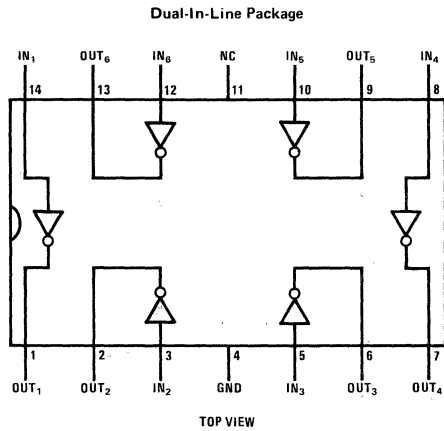 Dual-In-Line Package
IN₁ OUT₆ IN₆ NC IN₅ OUT₅ IN₄
14 13 12 11 10 9 8
1 2 3 4 5 6 7
OUT₁ OUT₂ IN₂ GND IN₃ OUT₃ OUT₄
TOP VIEW